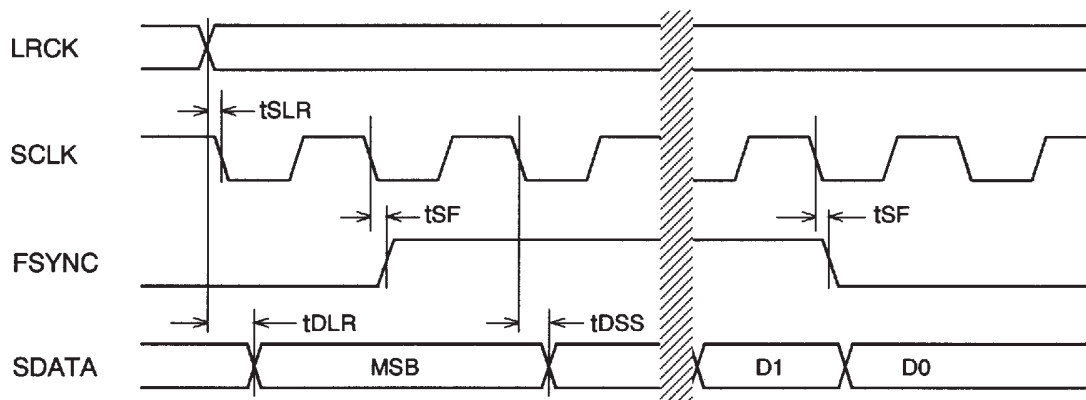 LRCK
tSLR
SCLK
tSF tSF
FSYNC
tDLR tDSS
SDATA MSB D1 D0